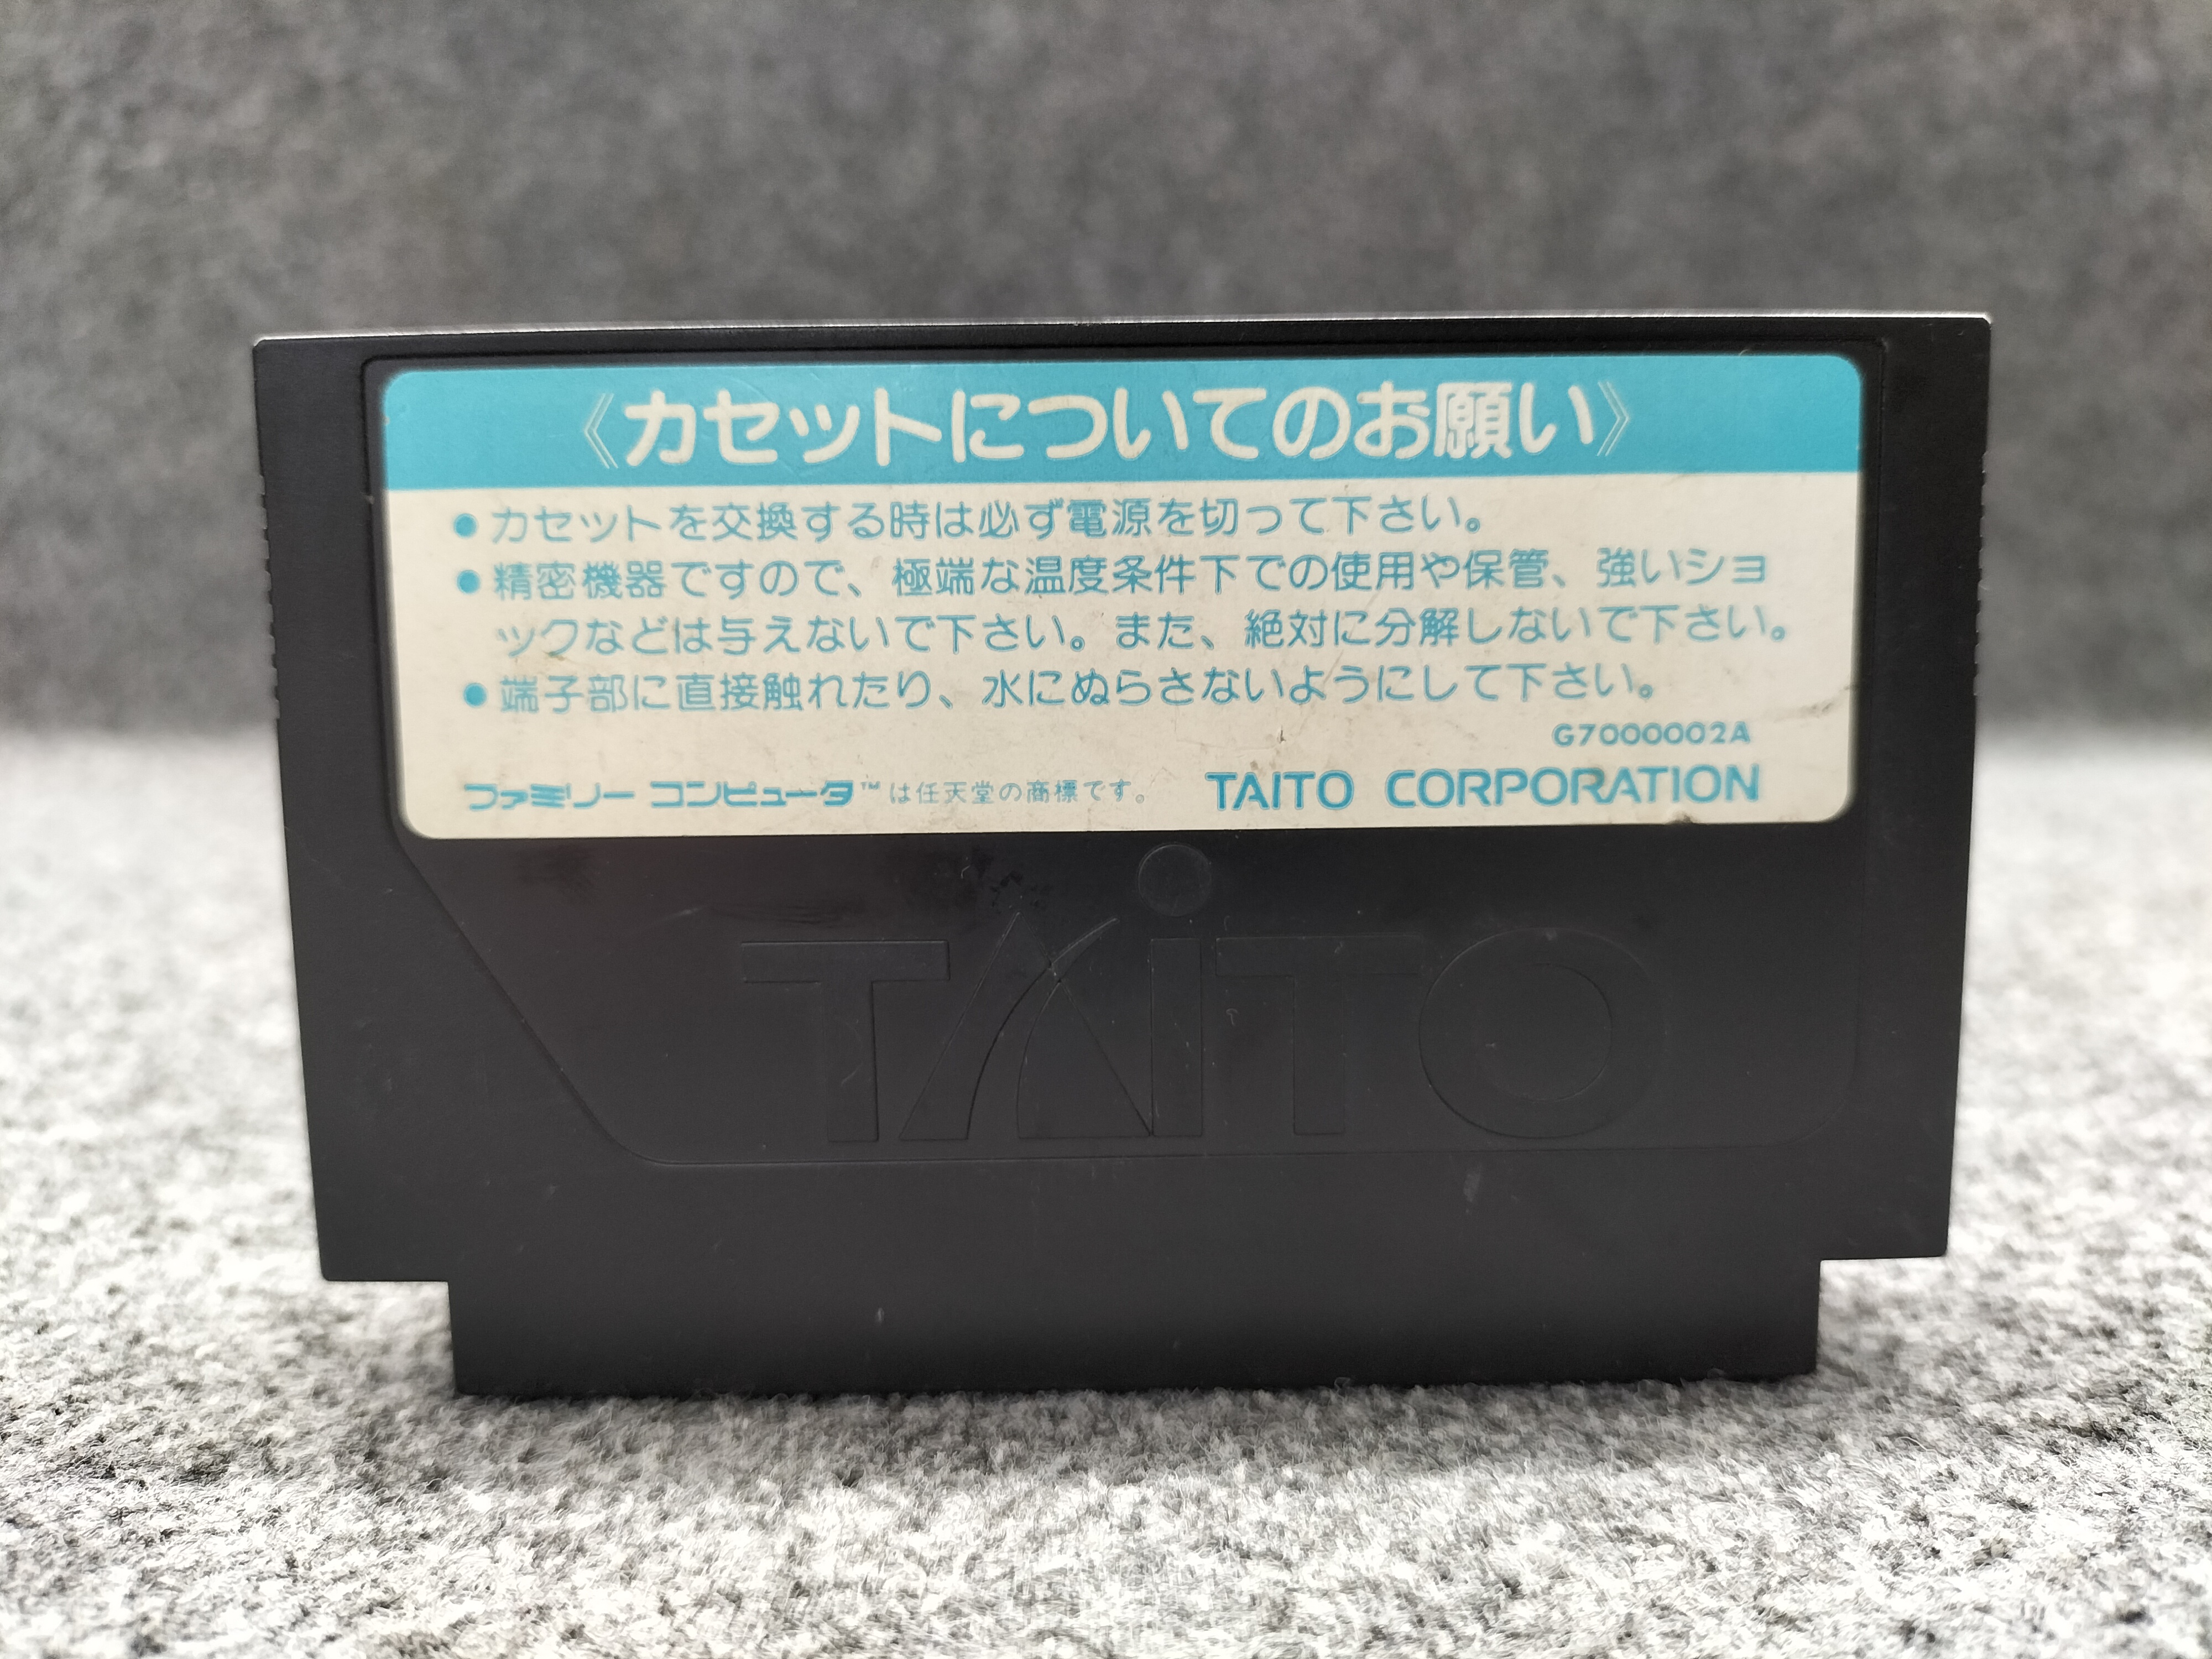 《カセットについてのお願い》
●カセットを交換する時は必ず電源を切って下さい。
●精密機器ですので、極端な温度条件下での使用や保管、強いショ
ックなどは与えないで下さい。また、絶対に分解しないで下さい。
●端子部に直接触れたり、水にぬらさないようにして下さい。
G7000002A
ファミリー コンピュータ™は任天堂の商標です。 TAITO CORPORATION
TAITO